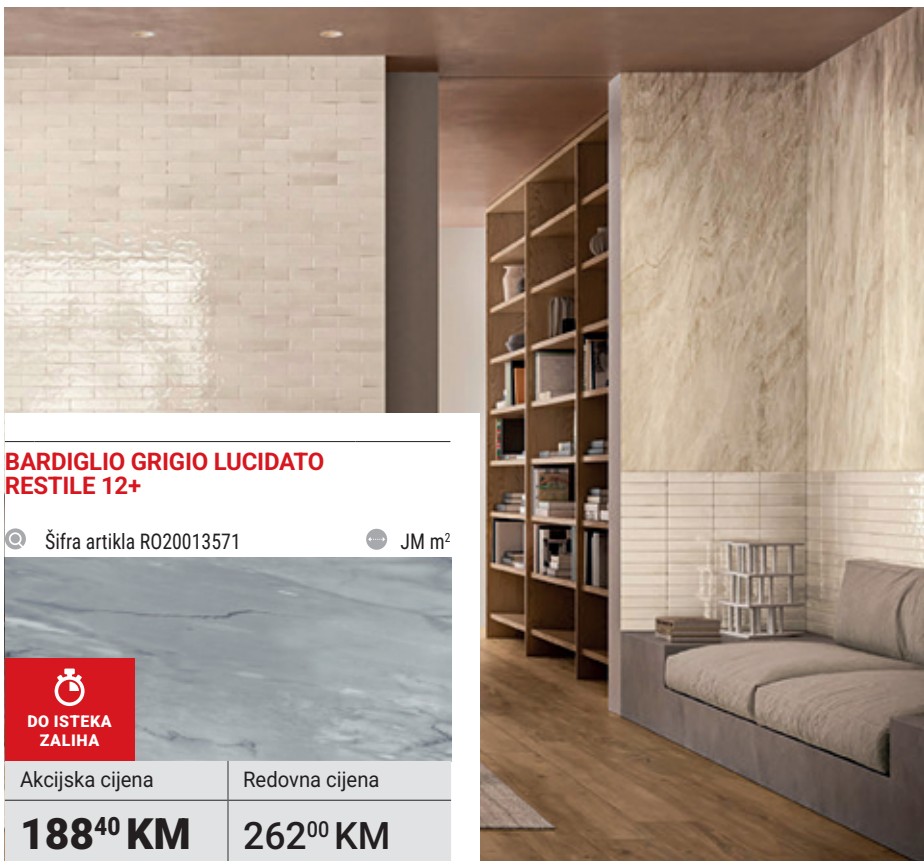 BARDIGLIO GRIGIO LUCIDATO
RESTILE 12+
Šifra artikla RO20013571 JM m²
DO ISTEKA
ZALIHA
Akcijska cijena Redovna cijena
188⁴⁰ KM 262⁰⁰ KM